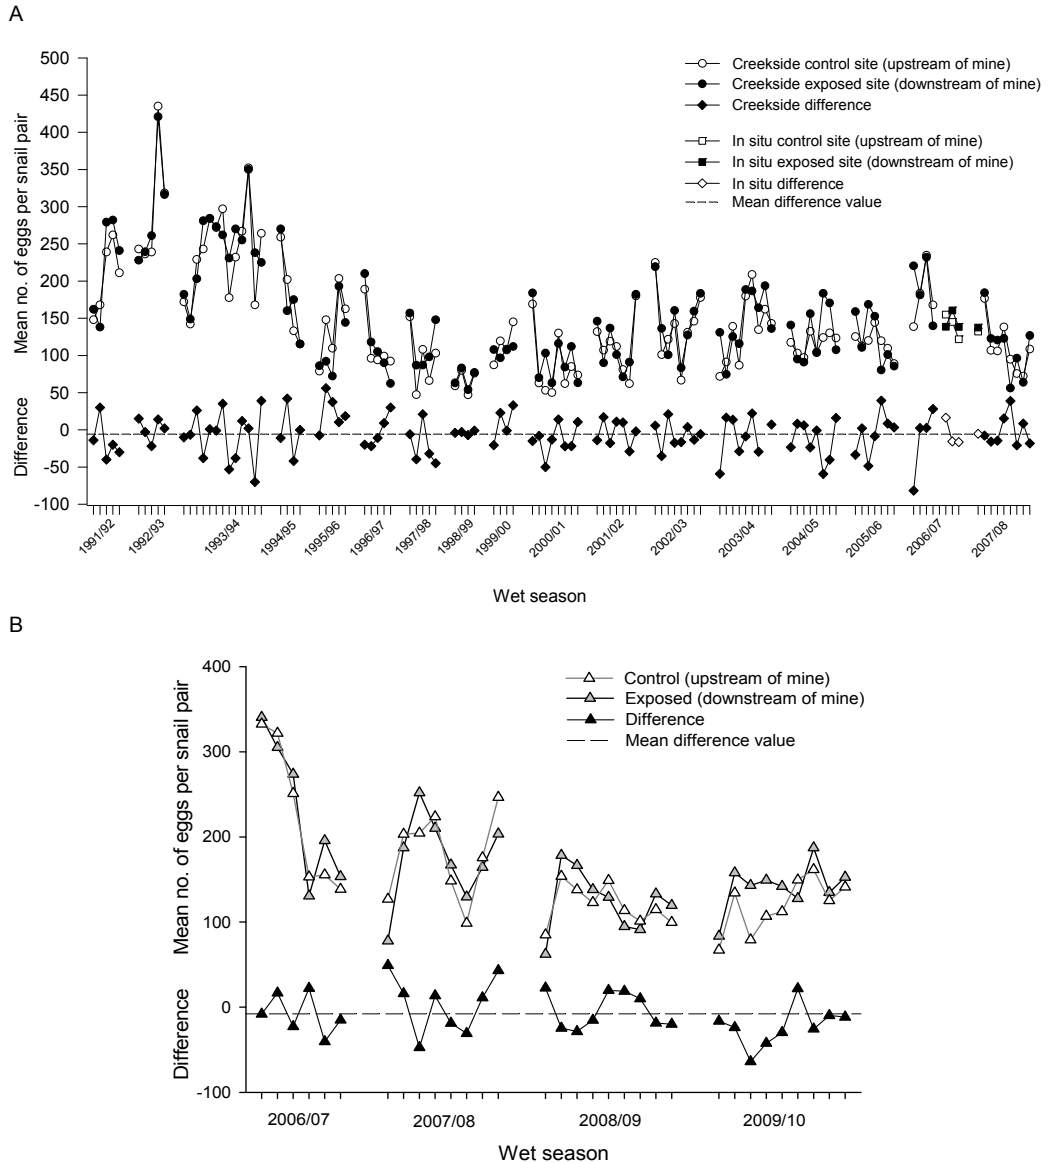 A
500
450
400
350
300
250
200
150
100
50
0
-50
-100
Mean no. of eggs per snail pair
Difference
Creekside control site (upstream of mine)
Creekside exposed site (downstream of mine)
Creekside difference
In situ control site (upstream of mine)
In situ exposed site (downstream of mine)
In situ difference
Mean difference value
1991/92
1992/93
1993/94
1994/95
1995/96
1996/97
1997/98
1998/99
1999/00
2000/01
2001/02
2002/03
2003/04
2004/05
2005/06
2006/07
2007/08
Wet season
B
400
300
200
100
0
-100
Mean no. of eggs per snail pair
Difference
Control (upstream of mine)
Exposed (downstream of mine)
Difference
Mean difference value
2006/07
2007/08
2008/09
2009/10
Wet season